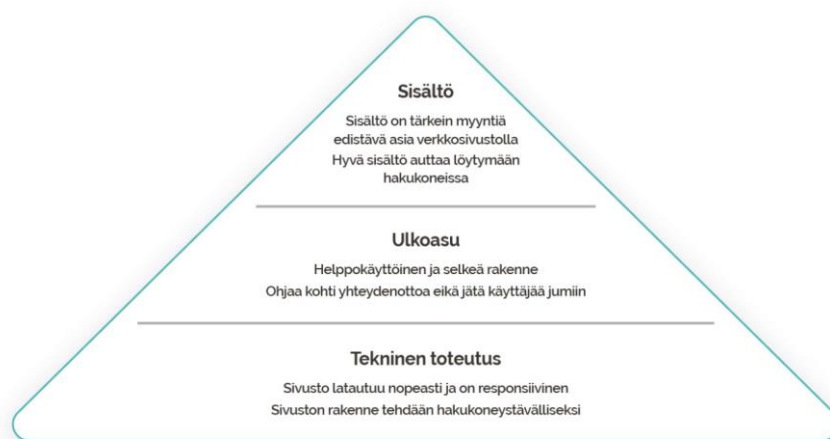 Sisältö
Sisältö on tärkein myyntiä
edistävä asia verkkosivustolla
Hyvä sisältö auttaa löytymään
hakukoneissa
Ulkoasu
Helppokäyttöinen ja selkeä rakenne
Ohjaa kohti yhteydenottoa eikä jätä käyttäjää jumiin
Tekninen toteutus
Sivusto latautuu nopeasti ja on responsiivinen
Sivuston rakenne tehdään hakukoneystävälliseksi